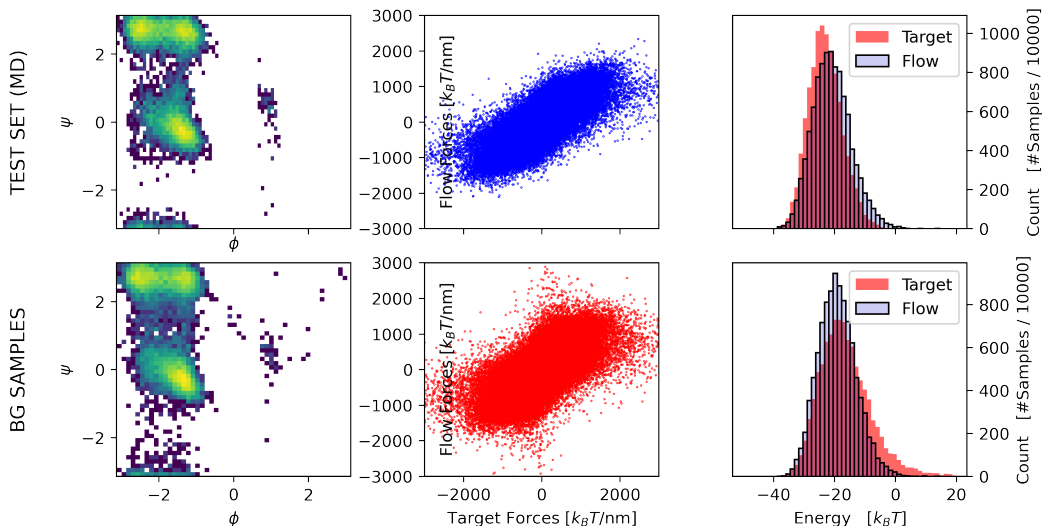 TEST SET (MD)
ψ
2
0
−2
ϕ
Flow Forces [k_BT/nm]
3000
2000
1000
0
−1000
−2000
−3000
Target
Flow
1000
800
600
400
200
0
Count [#Samples / 10000]
BG SAMPLES
ψ
2
0
−2
−2 0 2
ϕ
Flow Forces [k_BT/nm]
3000
2000
1000
0
−1000
−2000
−3000
−2000 0 2000
Target Forces [k_BT/nm]
Target
Flow
800
600
400
200
0
Count [#Samples / 10000]
−40 −20 0 20
Energy [k_BT]